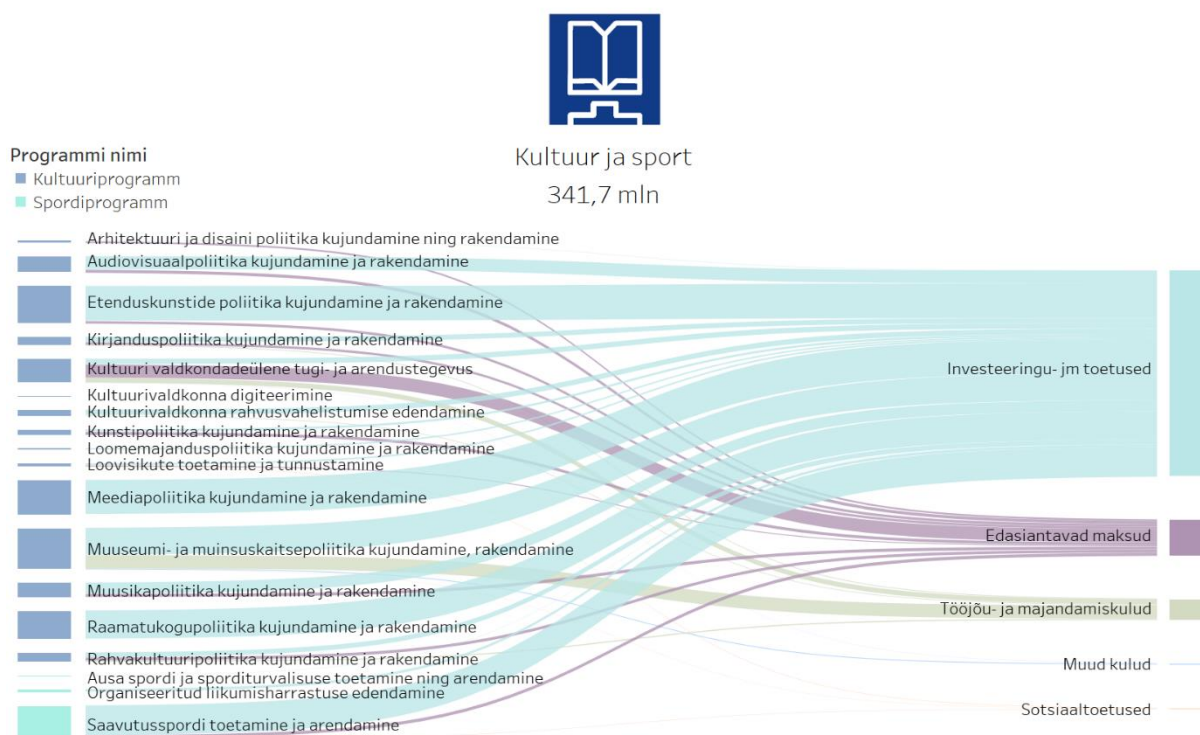 Kultuur ja sport
341,7 mln
Programmi nimi
Kultuuriprogramm
Spordiprogramm
Arhitektuuri ja disaini poliitika kujundamine ning rakendamine
Audiovisuaalpoliitika kujundamine ja rakendamine
Etenduskunstide poliitika kujundamine ja rakendamine
Kirjanduspoliitika kujundamine ja rakendamine
Kultuuri valdkondadeülene tugi- ja arendustegevus
Kultuurivaldkonna digiteerimine
Kultuurivaldkonna rahvusvahelistumise edendamine
Kunstipoliitika kujundamine ja rakendamine
Loomemajanduspoliitika kujundamine ja rakendamine
Loovisikute toetamine ja tunnustamine
Meediapoliitika kujundamine ja rakendamine
Muuseumi- ja muinsuskaitsepoliitika kujundamine, rakendamine
Muusikapoliitika kujundamine ja rakendamine
Raamatukogupoliitika kujundamine ja rakendamine
Rahvakultuuripoliitika kujundamine ja rakendamine
Ausa spordi ja sporditurvalisuse toetamine ning arendamine
Organiseeritud liikumisharrastuse edendamine
Saavutusspordi toetamine ja arendamine
Investeeringu- jm toetused
Edasiantavad maksud
Tööjõu- ja majandamiskulud
Muud kulud
Sotsiaaltoetused